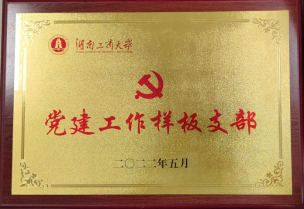 河南工商大学
党建工作样板支部
二〇二二年五月